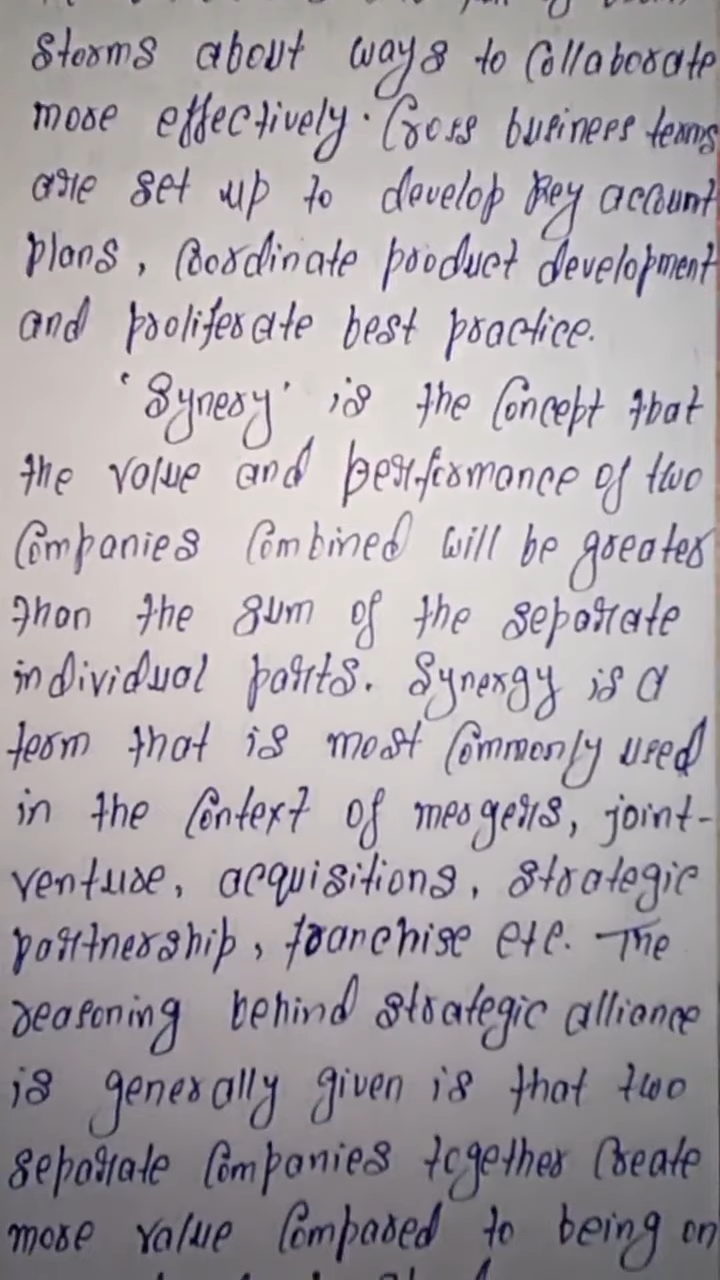 storms about ways to Collaborate
more effectively. Cross business teams
are set up to develop key account
plans, Coordinate product development
and proliferate best practice.
'Synery' is the Concept that
the value and performance of two
Companies Combined will be greater
than the sum of the separate
individual parts. Synergy is a
term that is most Commonly used
in the Context of mergers, joint-
venture, acquisitions, strategic
partnership, franchise etc. The
reasoning behind strategic alliance
is generally given is that two
separate Companies together Create
more value Compared to being on